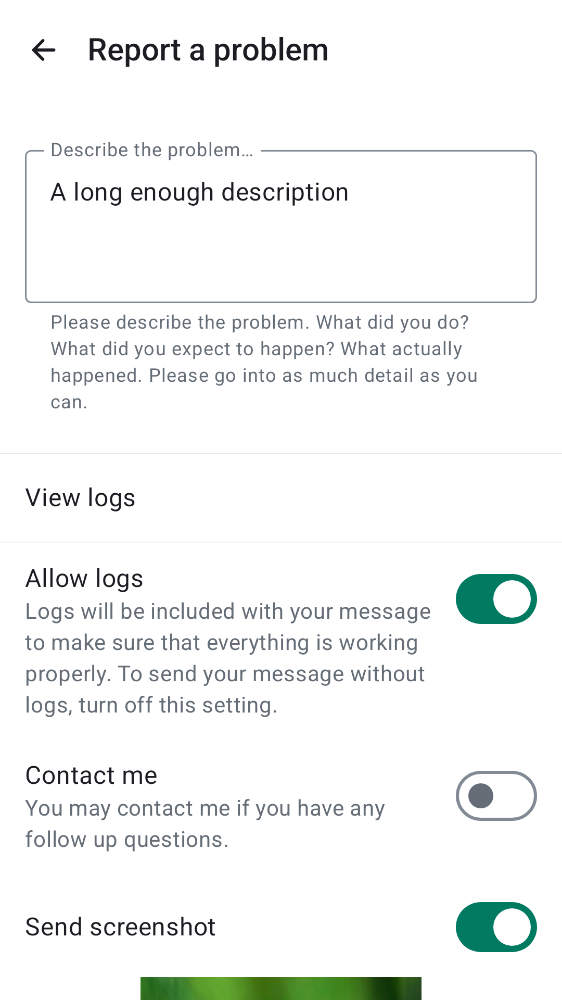 Report a problem
Describe the problem…
A long enough description
Please describe the problem. What did you do?
What did you expect to happen? What actually
happened. Please go into as much detail as you
can.
View logs
Allow logs
Logs will be included with your message
to make sure that everything is working
properly. To send your message without
logs, turn off this setting.
Contact me
You may contact me if you have any
follow up questions.
Send screenshot